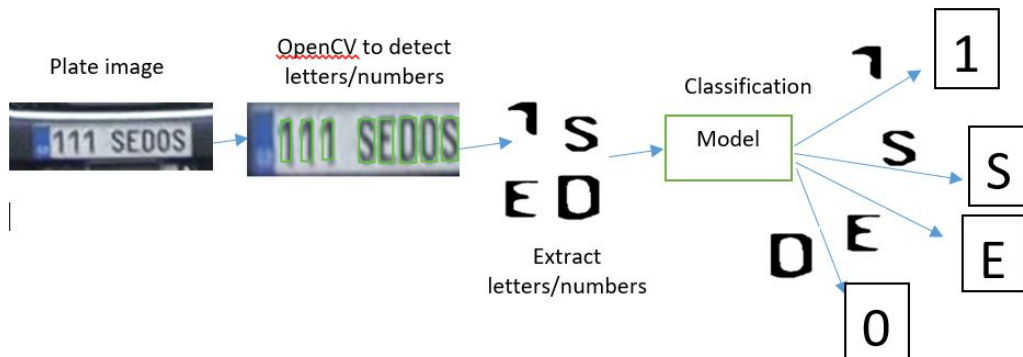 Plate image
111 SEDOS
OpenCV to detect
letters/numbers
111 SEDOS
1 S
E D
Extract
letters/numbers
Classification
Model
1
1
S
S
E
E
D
0